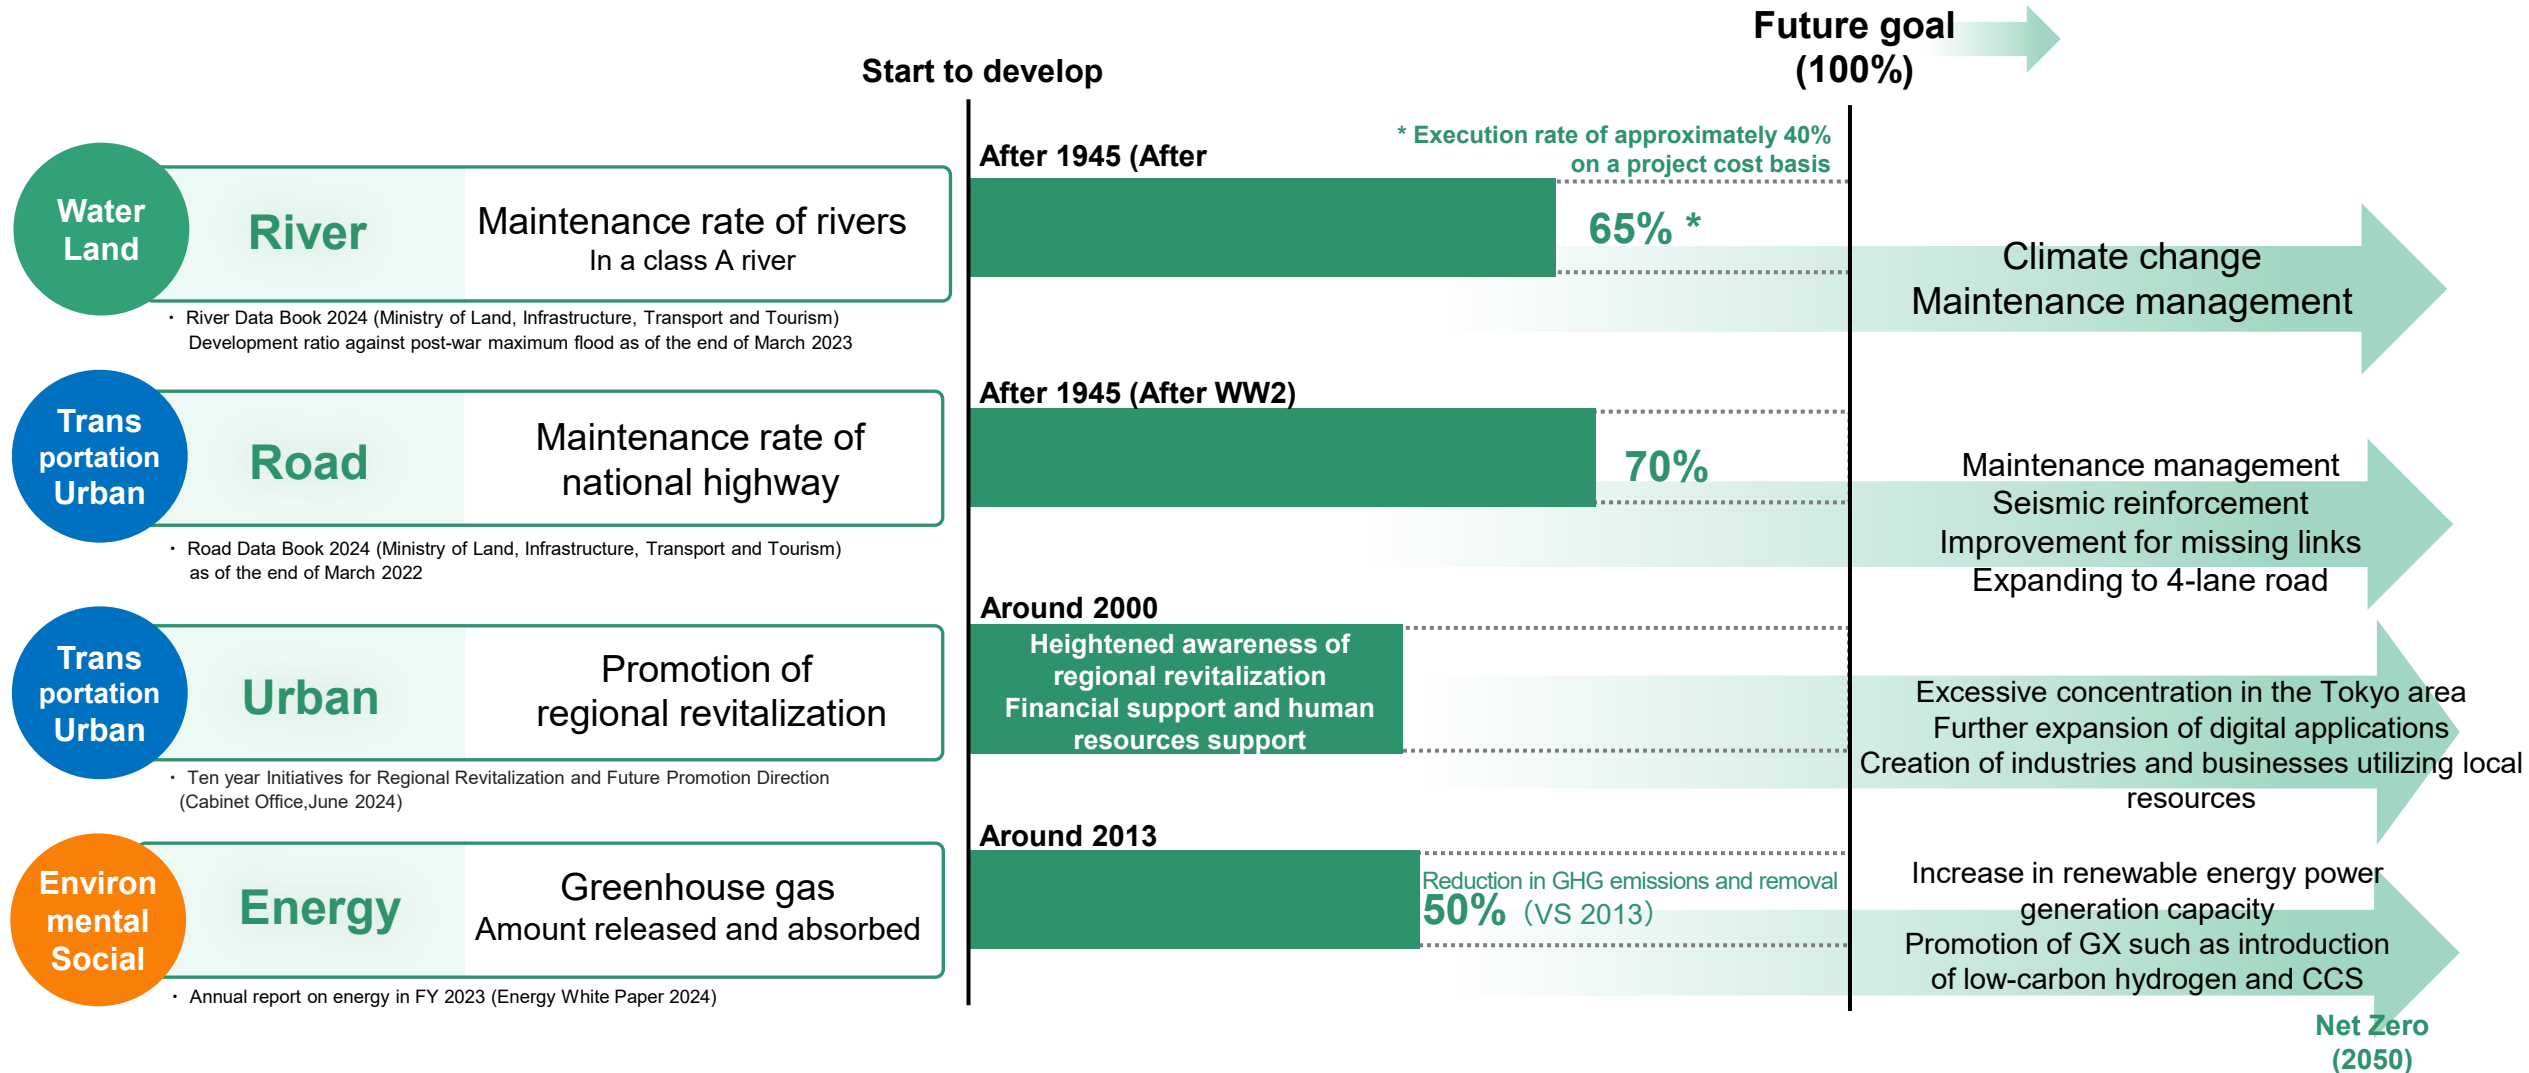 Future goal
(100%)
Start to develop
Water
Land
River
Maintenance rate of rivers
In a class A river
After 1945 (After
* Execution rate of approximately 40%
on a project cost basis
65% *
Climate change
Maintenance management
・ River Data Book 2024 (Ministry of Land, Infrastructure, Transport and Tourism)
Development ratio against post-war maximum flood as of the end of March 2023
Trans
portation
Urban
Road
Maintenance rate of
national highway
After 1945 (After WW2)
70%
Maintenance management
Seismic reinforcement
Improvement for missing links
Expanding to 4-lane road
・ Road Data Book 2024 (Ministry of Land, Infrastructure, Transport and Tourism)
as of the end of March 2022
Trans
portation
Urban
Urban
Promotion of
regional revitalization
Around 2000
Heightened awareness of
regional revitalization
Financial support and human
resources support
Excessive concentration in the Tokyo area
Further expansion of digital applications
Creation of industries and businesses utilizing local
resources
・ Ten year Initiatives for Regional Revitalization and Future Promotion Direction
(Cabinet Office,June 2024)
Environ
mental
Social
Energy
Greenhouse gas
Amount released and absorbed
Around 2013
Reduction in GHG emissions and removal
50%（VS 2013）
Increase in renewable energy power
generation capacity
Promotion of GX such as introduction
of low-carbon hydrogen and CCS
・ Annual report on energy in FY 2023 (Energy White Paper 2024)
Net Zero
(2050)